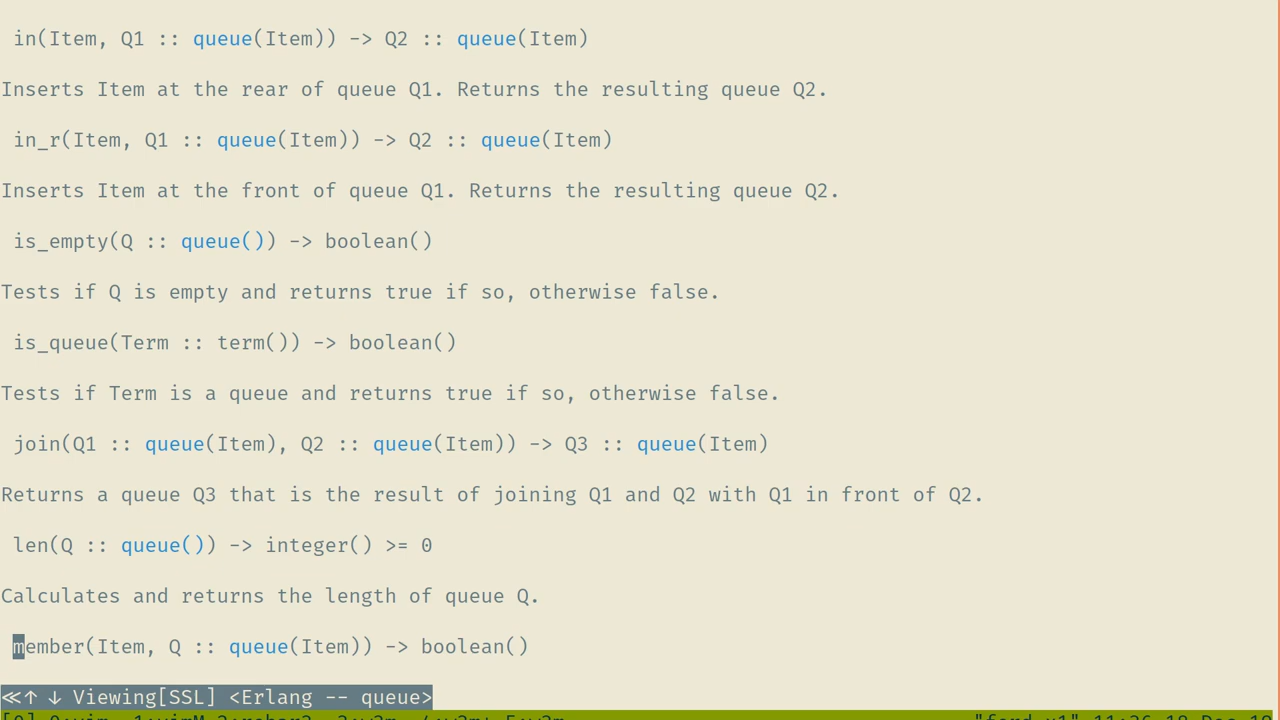 in(Item, Q1 :: queue(Item)) -> Q2 :: queue(Item)
Inserts Item at the rear of queue Q1. Returns the resulting queue Q2.
in_r(Item, Q1 :: queue(Item)) -> Q2 :: queue(Item)
Inserts Item at the front of queue Q1. Returns the resulting queue Q2.
is_empty(Q :: queue()) -> boolean()
Tests if Q is empty and returns true if so, otherwise false.
is_queue(Term :: term()) -> boolean()
Tests if Term is a queue and returns true if so, otherwise false.
join(Q1 :: queue(Item), Q2 :: queue(Item)) -> Q3 :: queue(Item)
Returns a queue Q3 that is the result of joining Q1 and Q2 with Q1 in front of Q2.
len(Q :: queue()) -> integer() >= 0
Calculates and returns the length of queue Q.
member(Item, Q :: queue(Item)) -> boolean()
≪↑ ↓ Viewing[SSL] <Erlang -- queue>